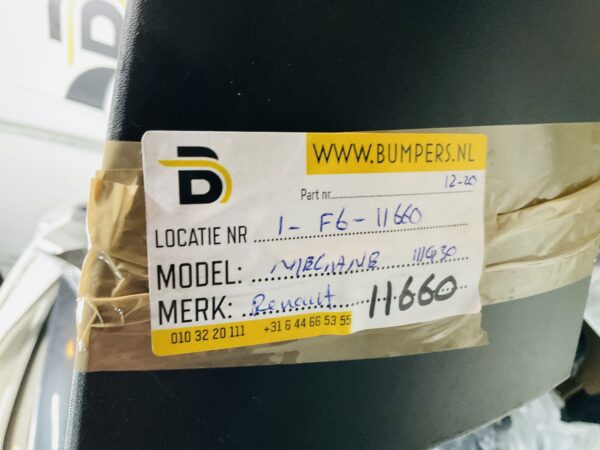 D
WWW.BUMPERS.NL
Part nr.
12-20
LOCATIE NR 1-F6-11660
MODEL: MEGANE
MERK: Renault 11660
010 32 20 111 +31 6 44 66 53 55